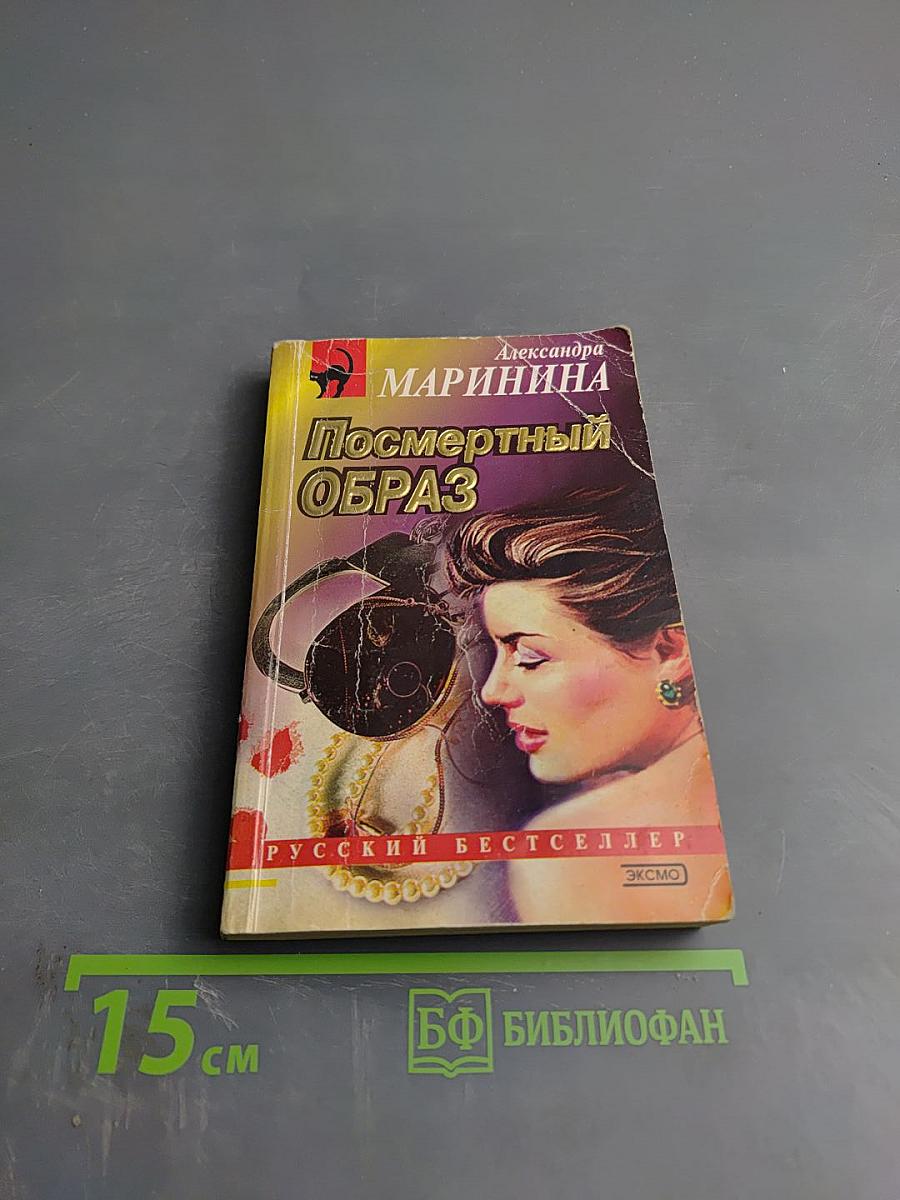 Александра
МАРИНИНА
Посмертный
ОБРАЗ
РУССКИЙ БЕСТСЕЛЛЕР
ЭКСМО
15 см
БФ БИБЛИОФАН